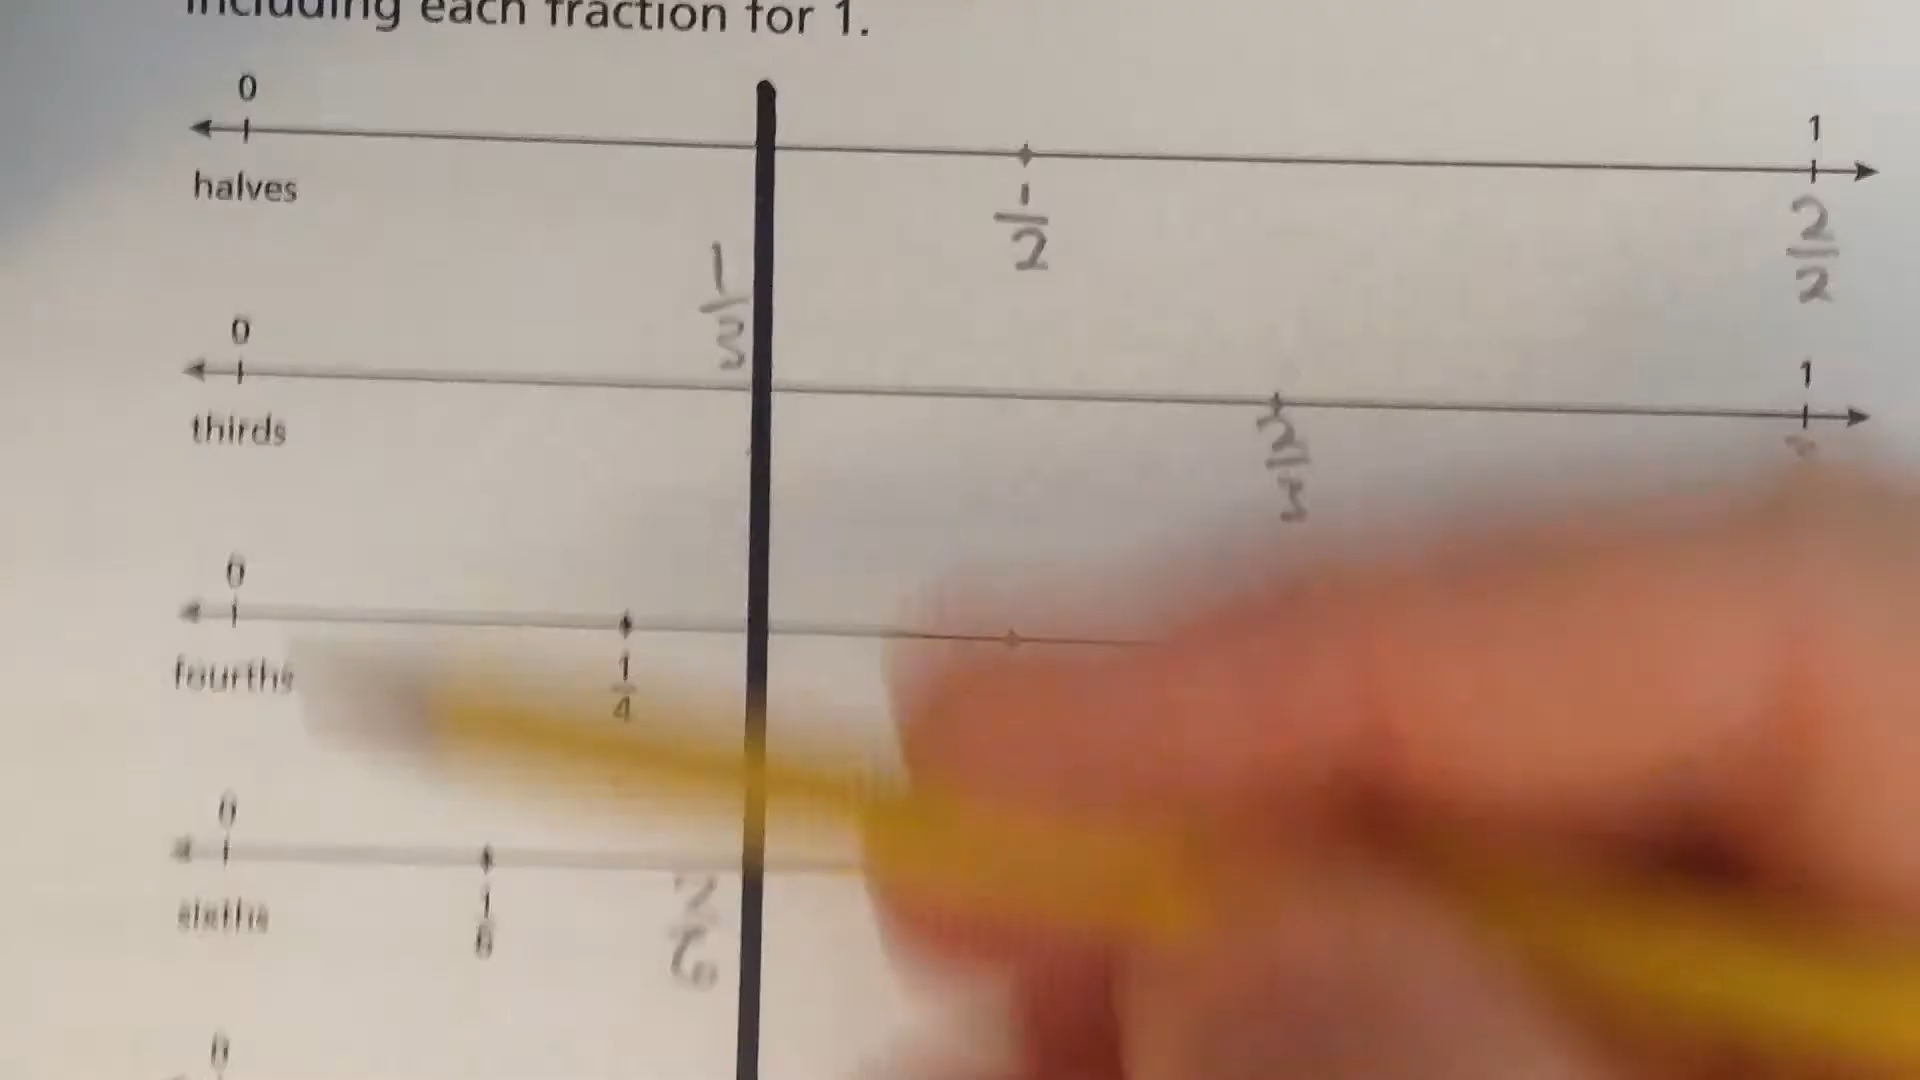 including each fraction for 1.
0 1
halves
1/2 2/2
1/3
0 1
thirds
2/3
0
fourths
1/4
0
sixths
1/6 2/6
0